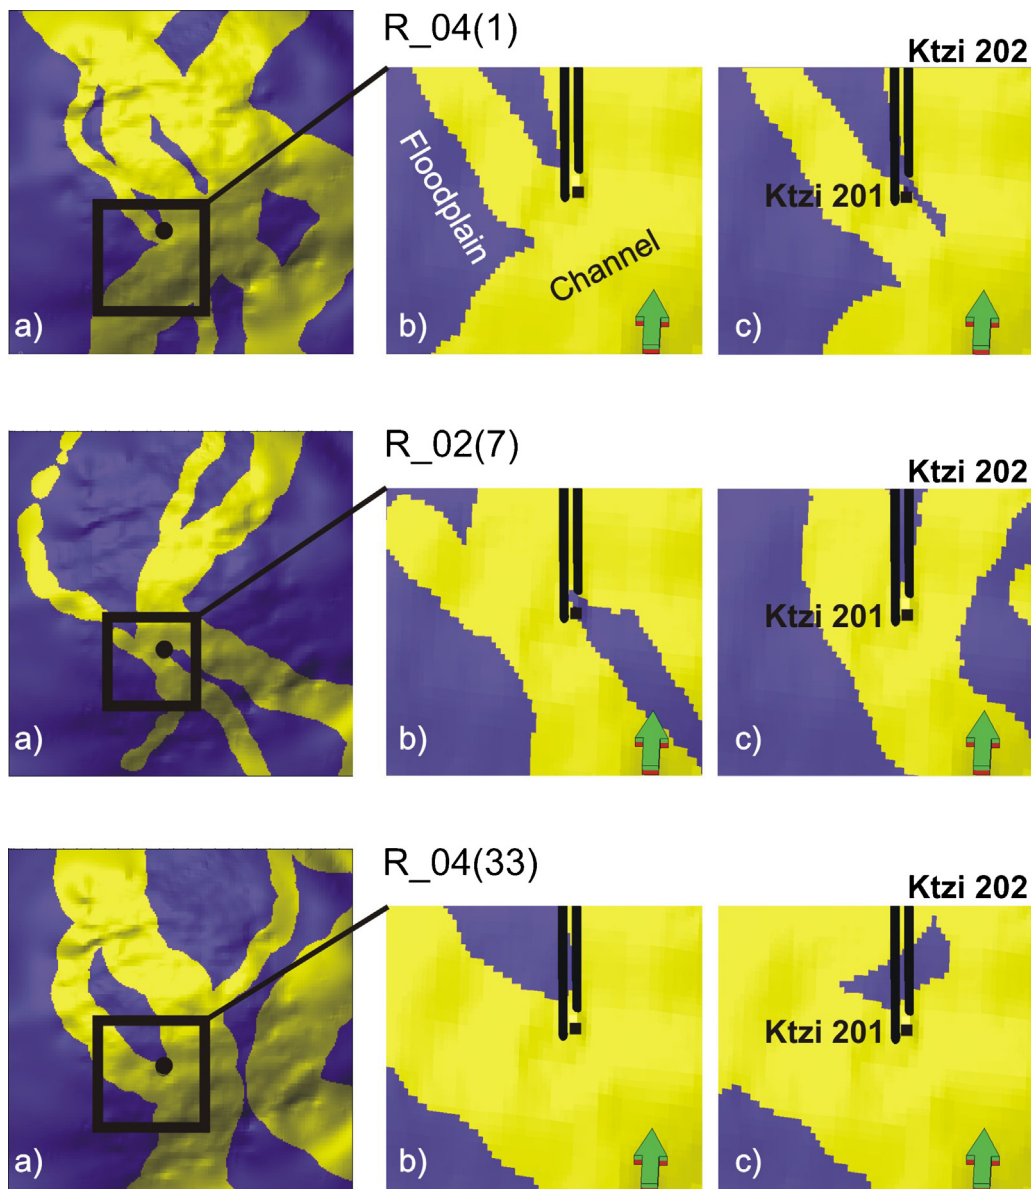 R_04(1)
Ktzi 202
Floodplain
Channel
Ktzi 201
a)
b)
c)
R_02(7)
Ktzi 202
Ktzi 201
a)
b)
c)
R_04(33)
Ktzi 202
Ktzi 201
a)
b)
c)